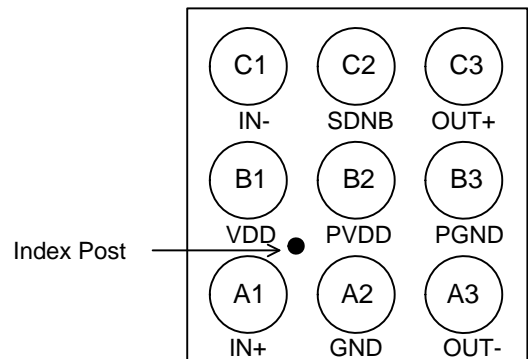 C1 C2 C3
IN- SDNB OUT+
B1 B2 B3
VDD PVDD PGND
Index Post
A1 A2 A3
IN+ GND OUT-